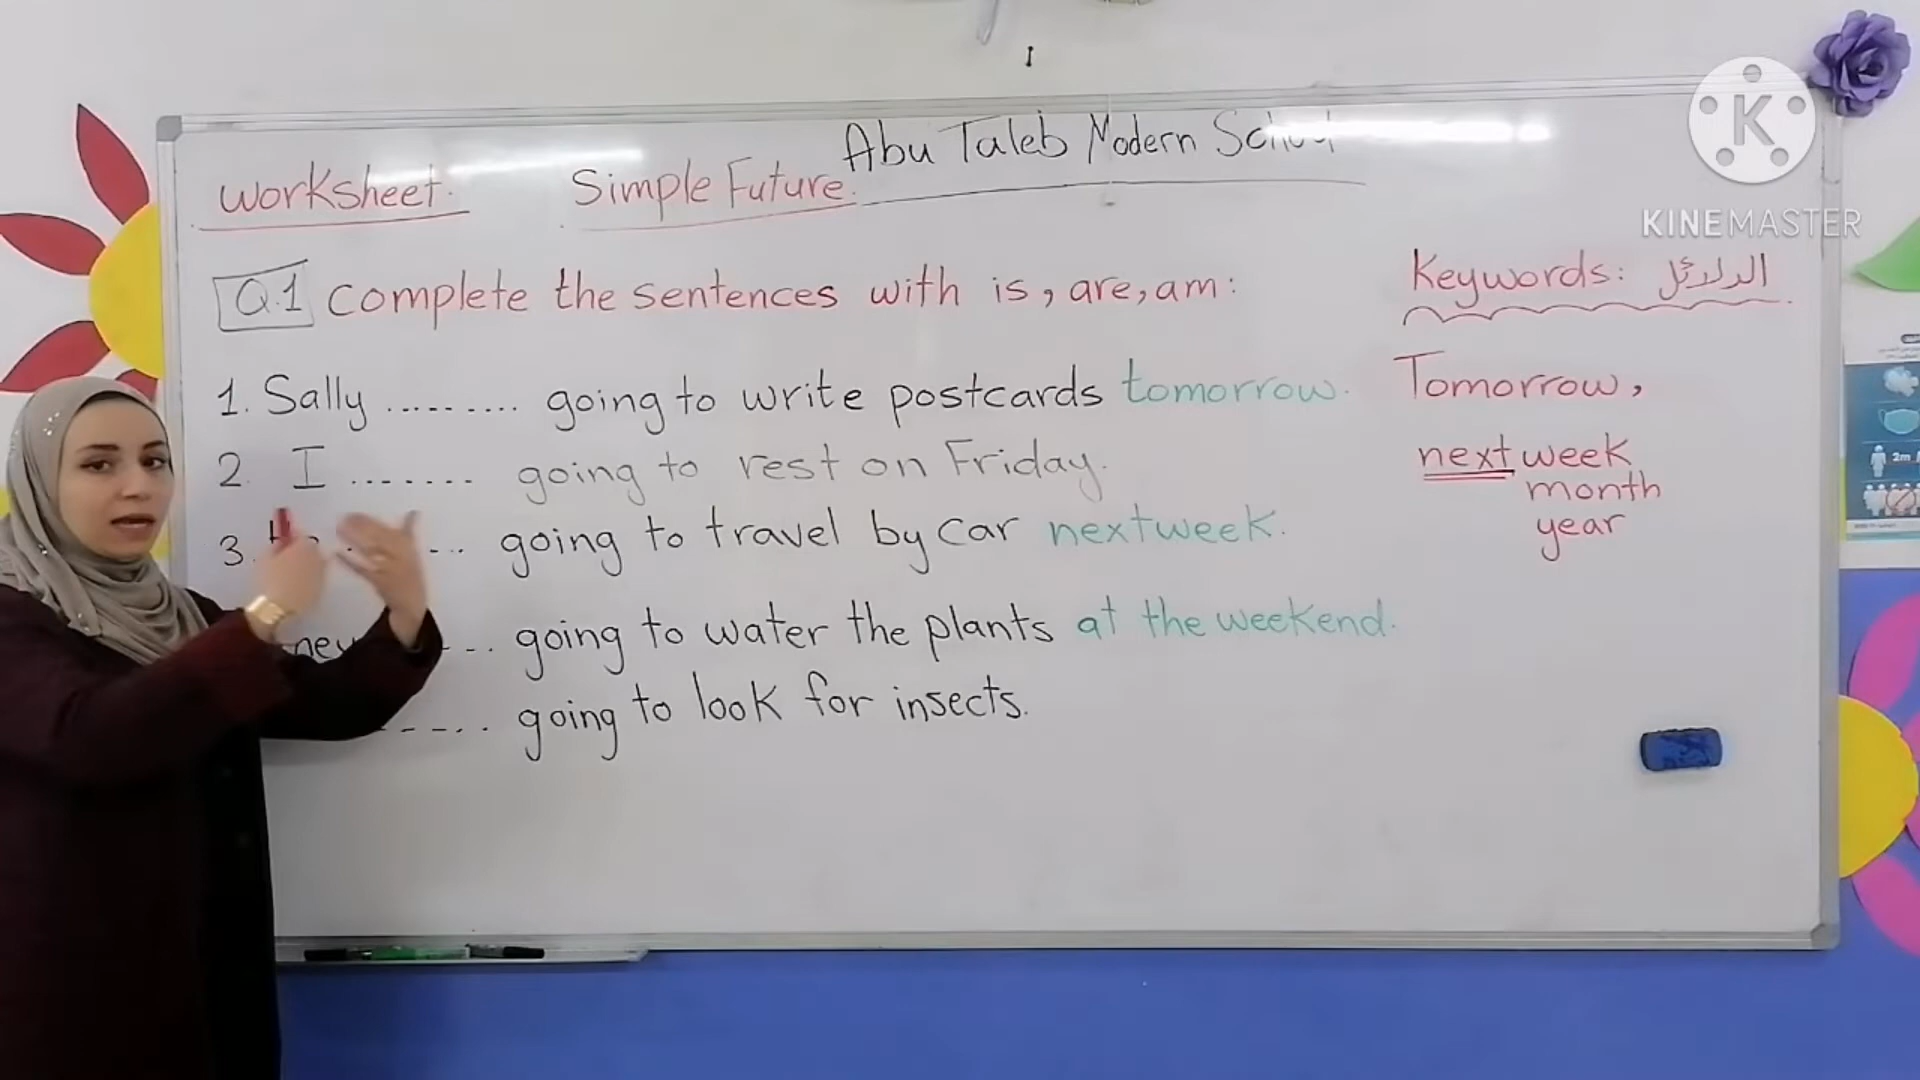 Abu Taleb Modern School
Worksheet. Simple Future.
KINEMASTER
Q.1 Complete the sentences with is, are, am:
Keywords: الدلائل
1. Sally ......... going to write postcards tomorrow.
Tomorrow,
2. I ....... going to rest on Friday.
next week
month
year
3. going to travel by car next week.
going to water the plants at the weekend.
going to look for insects.
2m